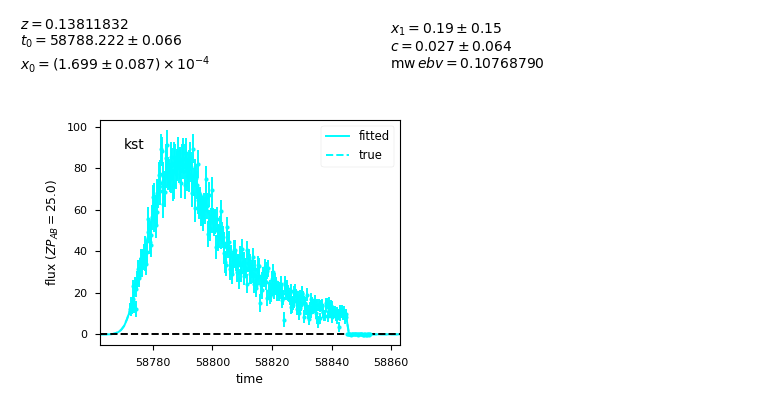 z = 0.13811832
t₀ = 58788.222 ± 0.066
x₀ = (1.699 ± 0.087) × 10⁻⁴
x₁ = 0.19 ± 0.15
c = 0.027 ± 0.064
mw ebv = 0.10768790
kst
fitted
true
100
80
60
40
20
0
flux (ZP_AB = 25.0)
58780 58800 58820 58840 58860
time